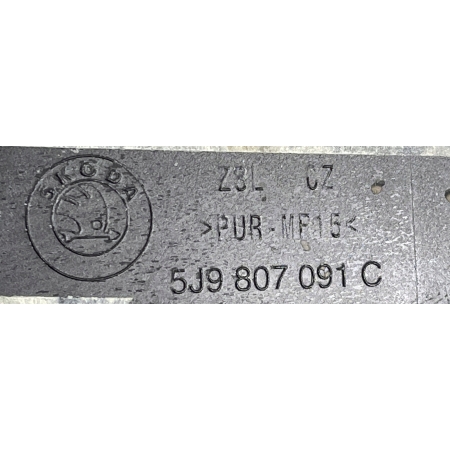 ŠKODA
Z3L CZ
>PUR-MF15<
5J9 807 091 C